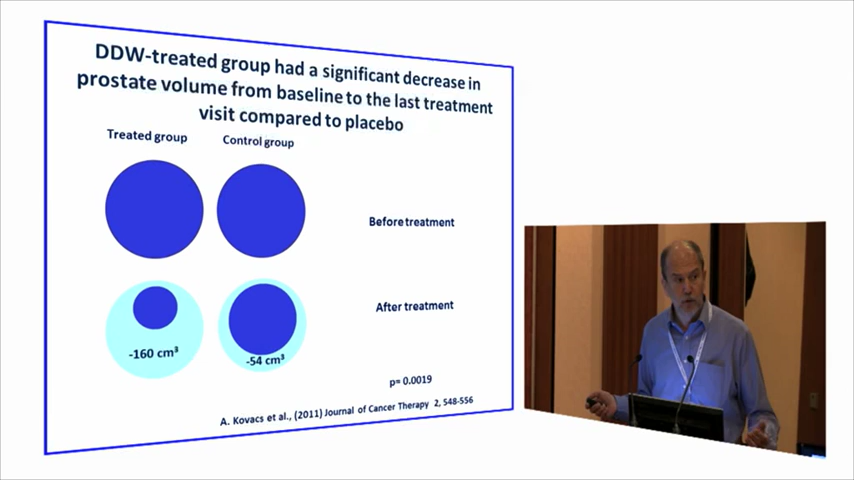 DDW-treated group had a significant decrease in
prostate volume from baseline to the last treatment
visit compared to placebo
Treated group Control group
Before treatment
After treatment
-160 cm³ -54 cm³
p= 0.0019
A. Kovacs et al., (2011) Journal of Cancer Therapy 2, 548-556